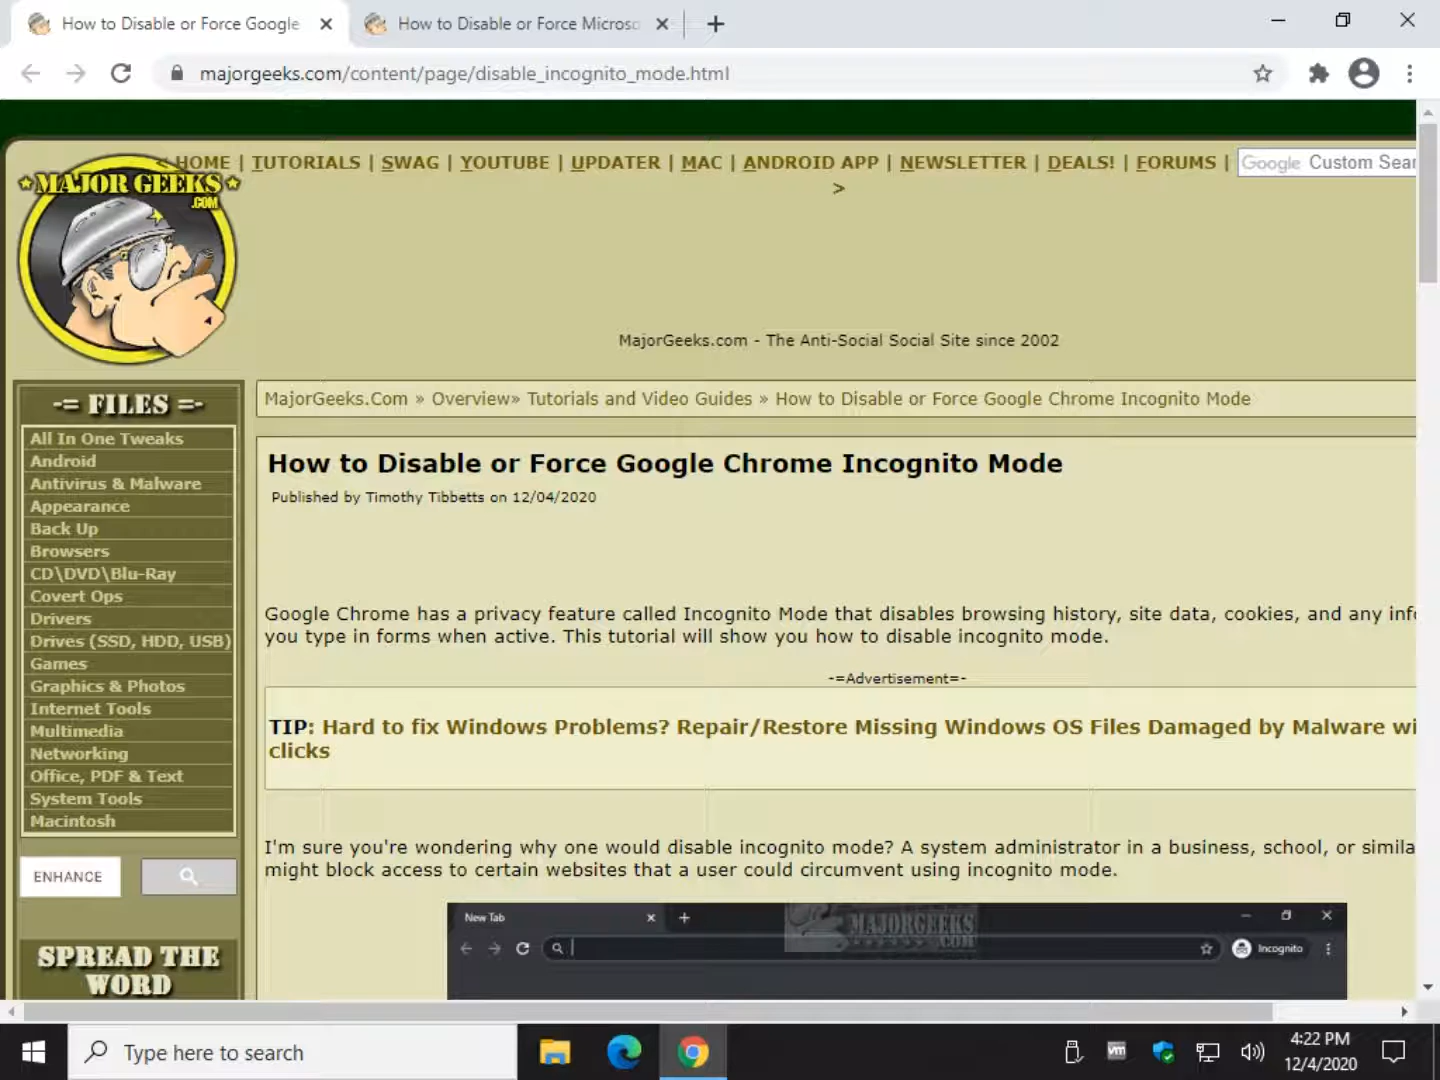 How to Disable or Force Google
How to Disable or Force Microso
majorgeeks.com/content/page/disable_incognito_mode.html
MAJOR GEEKS
.COM
< HOME | TUTORIALS | SWAG | YOUTUBE | UPDATER | MAC | ANDROID APP | NEWSLETTER | DEALS! | FORUMS |
>
Google Custom Sear
MajorGeeks.com - The Anti-Social Social Site since 2002
-= FILES =-
All In One Tweaks
Android
Antivirus & Malware
Appearance
Back Up
Browsers
CD\DVD\Blu-Ray
Covert Ops
Drivers
Drives (SSD, HDD, USB)
Games
Graphics & Photos
Internet Tools
Multimedia
Networking
Office, PDF & Text
System Tools
Macintosh
ENHANCE
SPREAD THE
WORD
MajorGeeks.Com » Overview» Tutorials and Video Guides » How to Disable or Force Google Chrome Incognito Mode
How to Disable or Force Google Chrome Incognito Mode
Published by Timothy Tibbetts on 12/04/2020
Google Chrome has a privacy feature called Incognito Mode that disables browsing history, site data, cookies, and any info
you type in forms when active. This tutorial will show you how to disable incognito mode.
-=Advertisement=-
TIP: Hard to fix Windows Problems? Repair/Restore Missing Windows OS Files Damaged by Malware wi
clicks
I'm sure you're wondering why one would disable incognito mode? A system administrator in a business, school, or simila
might block access to certain websites that a user could circumvent using incognito mode.
New Tab
MAJORGEEKS
.COM
Incognito
Type here to search
vm
4:22 PM
12/4/2020